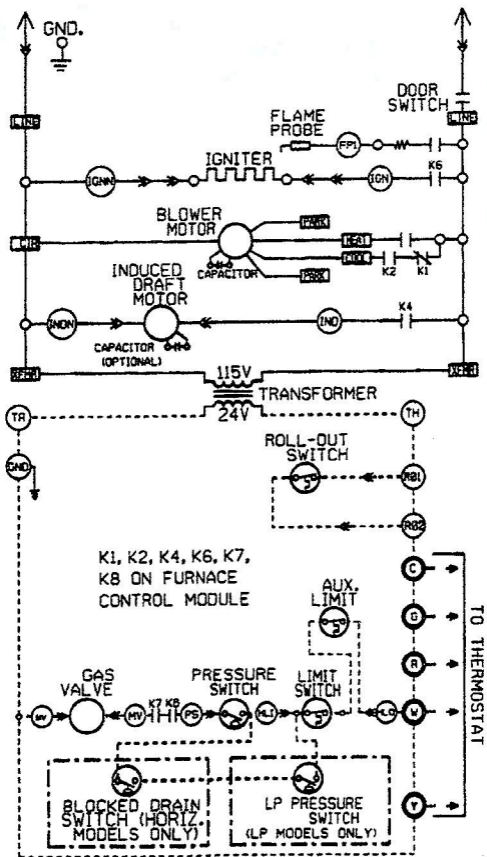 GND.
DOOR
SWITCH
LINE
LINE
FLAME
PROBE
FP1
K6
IGNITER
IGNN
IGN
BLOWER
MOTOR
PARK
HEAT
COOL
PARK
CAPACITOR
K2
K1
INDUCED
DRAFT
MOTOR
INDN
IND
K4
CAPACITOR
(OPTIONAL)
XFMR
XFMR
115V
TRANSFORMER
24V
TR
TH
GND
ROLL-OUT
SWITCH
RO1
RO2
K1, K2, K4, K6, K7,
K8 ON FURNACE
CONTROL MODULE
C
G
R
W
Y
TO THERMOSTAT
AUX.
LIMIT
GAS
VALVE
PRESSURE
SWITCH
LIMIT
SWITCH
MV
MV
K7
K8
PS
HLI
HLO
BLOCKED DRAIN
SWITCH (HORIZ.
MODELS ONLY)
LP PRESSURE
SWITCH
(LP MODELS ONLY)